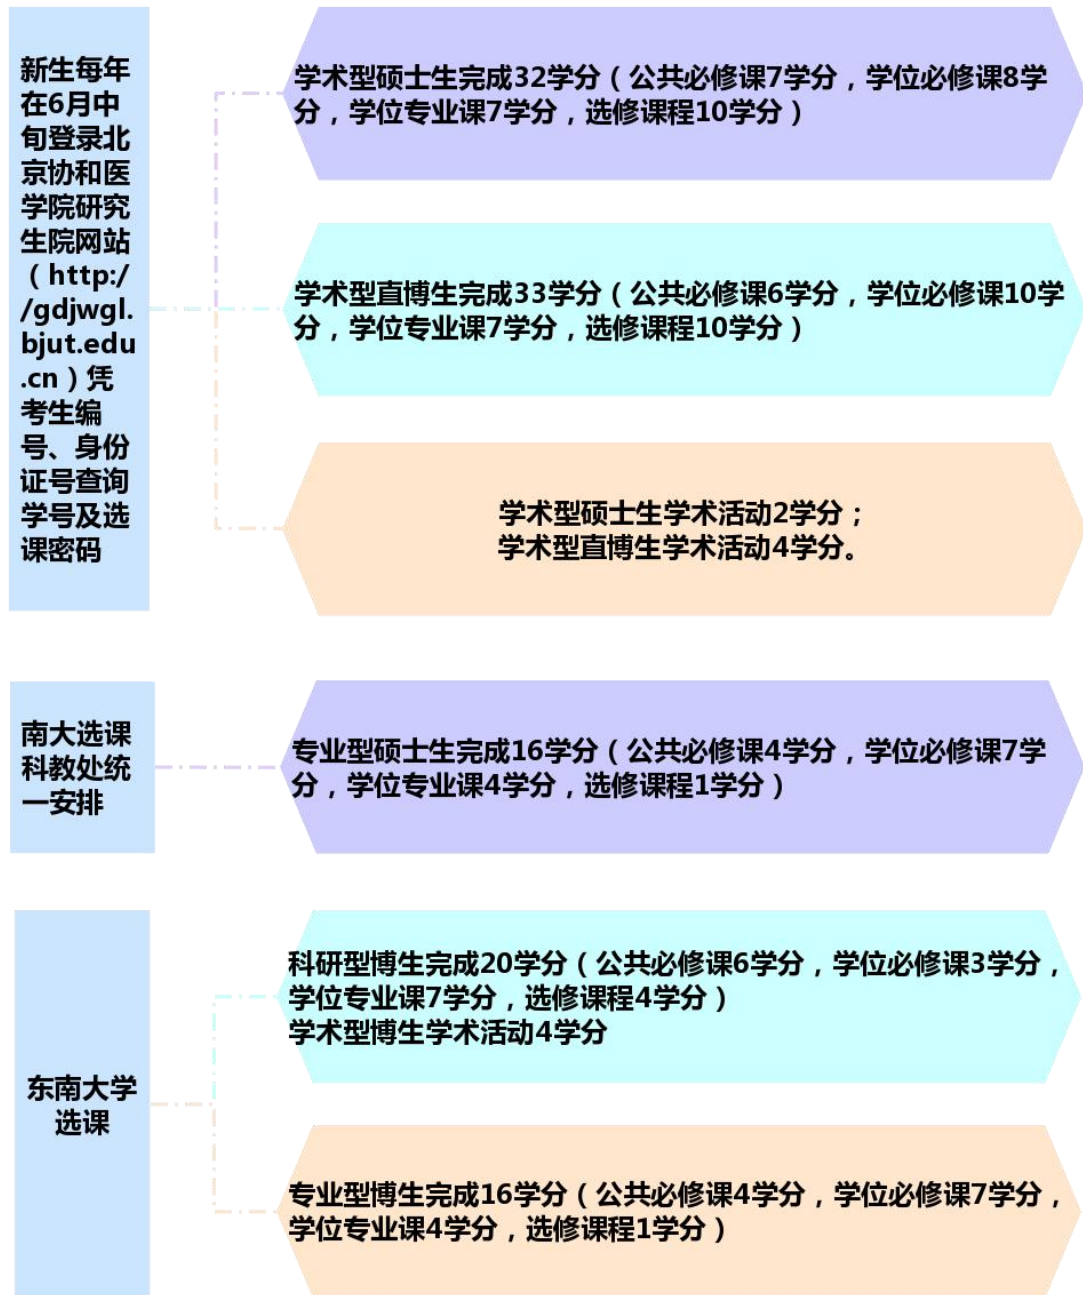 新生每年
在6月中
旬登录北
京协和医
学院研究
生院网站
（http:/
/gdjwgl.
bjut.edu
.cn）凭
考生编
号、身份
证号查询
学号及选
课密码
学术型硕士生完成32学分（公共必修课7学分，学位必修课8学
分，学位专业课7学分，选修课程10学分）
学术型直博生完成33学分（公共必修课6学分，学位必修课10学
分，学位专业课7学分，选修课程10学分）
学术型硕士生学术活动2学分；
学术型直博生学术活动4学分。
南大选课
科教处统
一安排
专业型硕士生完成16学分（公共必修课4学分，学位必修课7学
分，学位专业课4学分，选修课程1学分）
东南大学
选课
科研型博生完成20学分（公共必修课6学分，学位必修课3学分，
学位专业课7学分，选修课程4学分）
学术型博生学术活动4学分
专业型博生完成16学分（公共必修课4学分，学位必修课7学分，
学位专业课4学分，选修课程1学分）